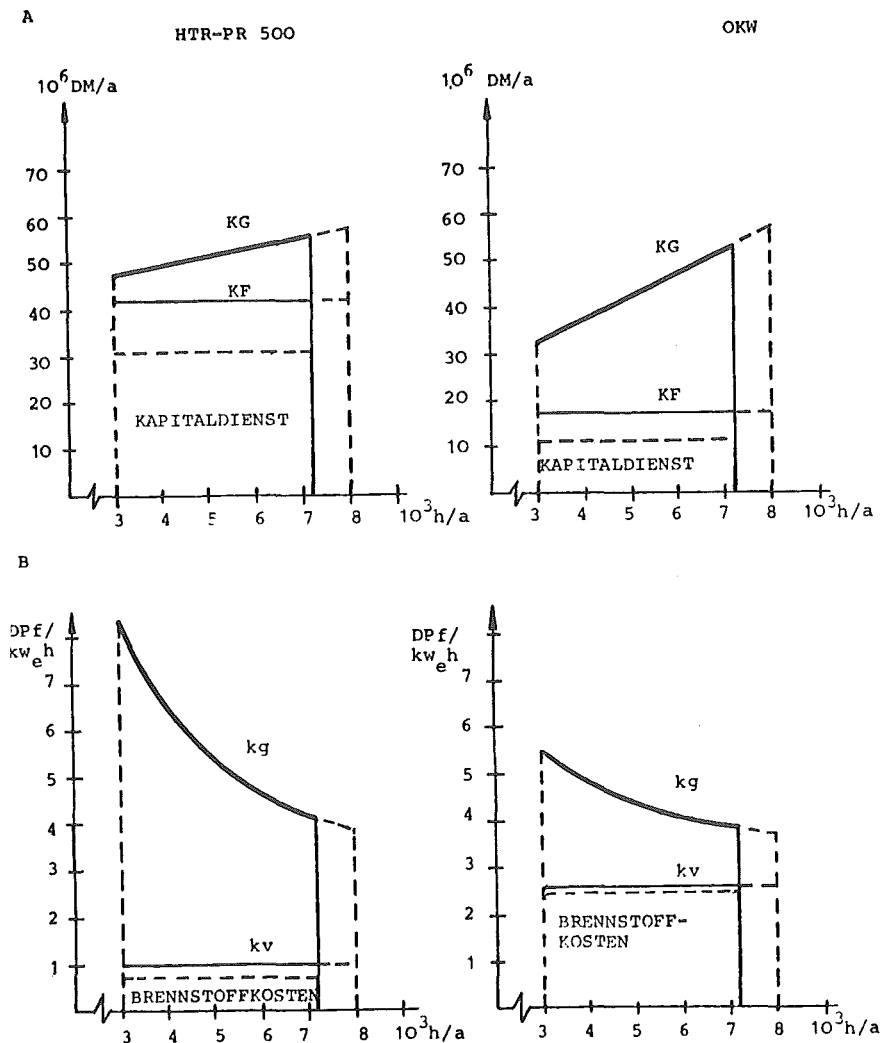 A
HTR-PR 500
OKW
10⁶ DM/a
70
60
50
40
30
20
10
KG
KF
KAPITALDIENST
3 4 5 6 7 8 10³h/a
1,0⁶ DM/a
70
60
50
40
30
20
10
KG
KF
KAPITALDIENST
3 4 5 6 7 8 10³h/a
B
DPf/
kWₑh
7
6
5
4
3
2
1
kg
kv
BRENNSTOFFKOSTEN
3 4 5 6 7 8 10³h/a
DPf/
kWₑh
7
6
5
4
3
2
1
kg
kv
BRENNSTOFF-
KOSTEN
3 4 5 6 7 8 10³h/a